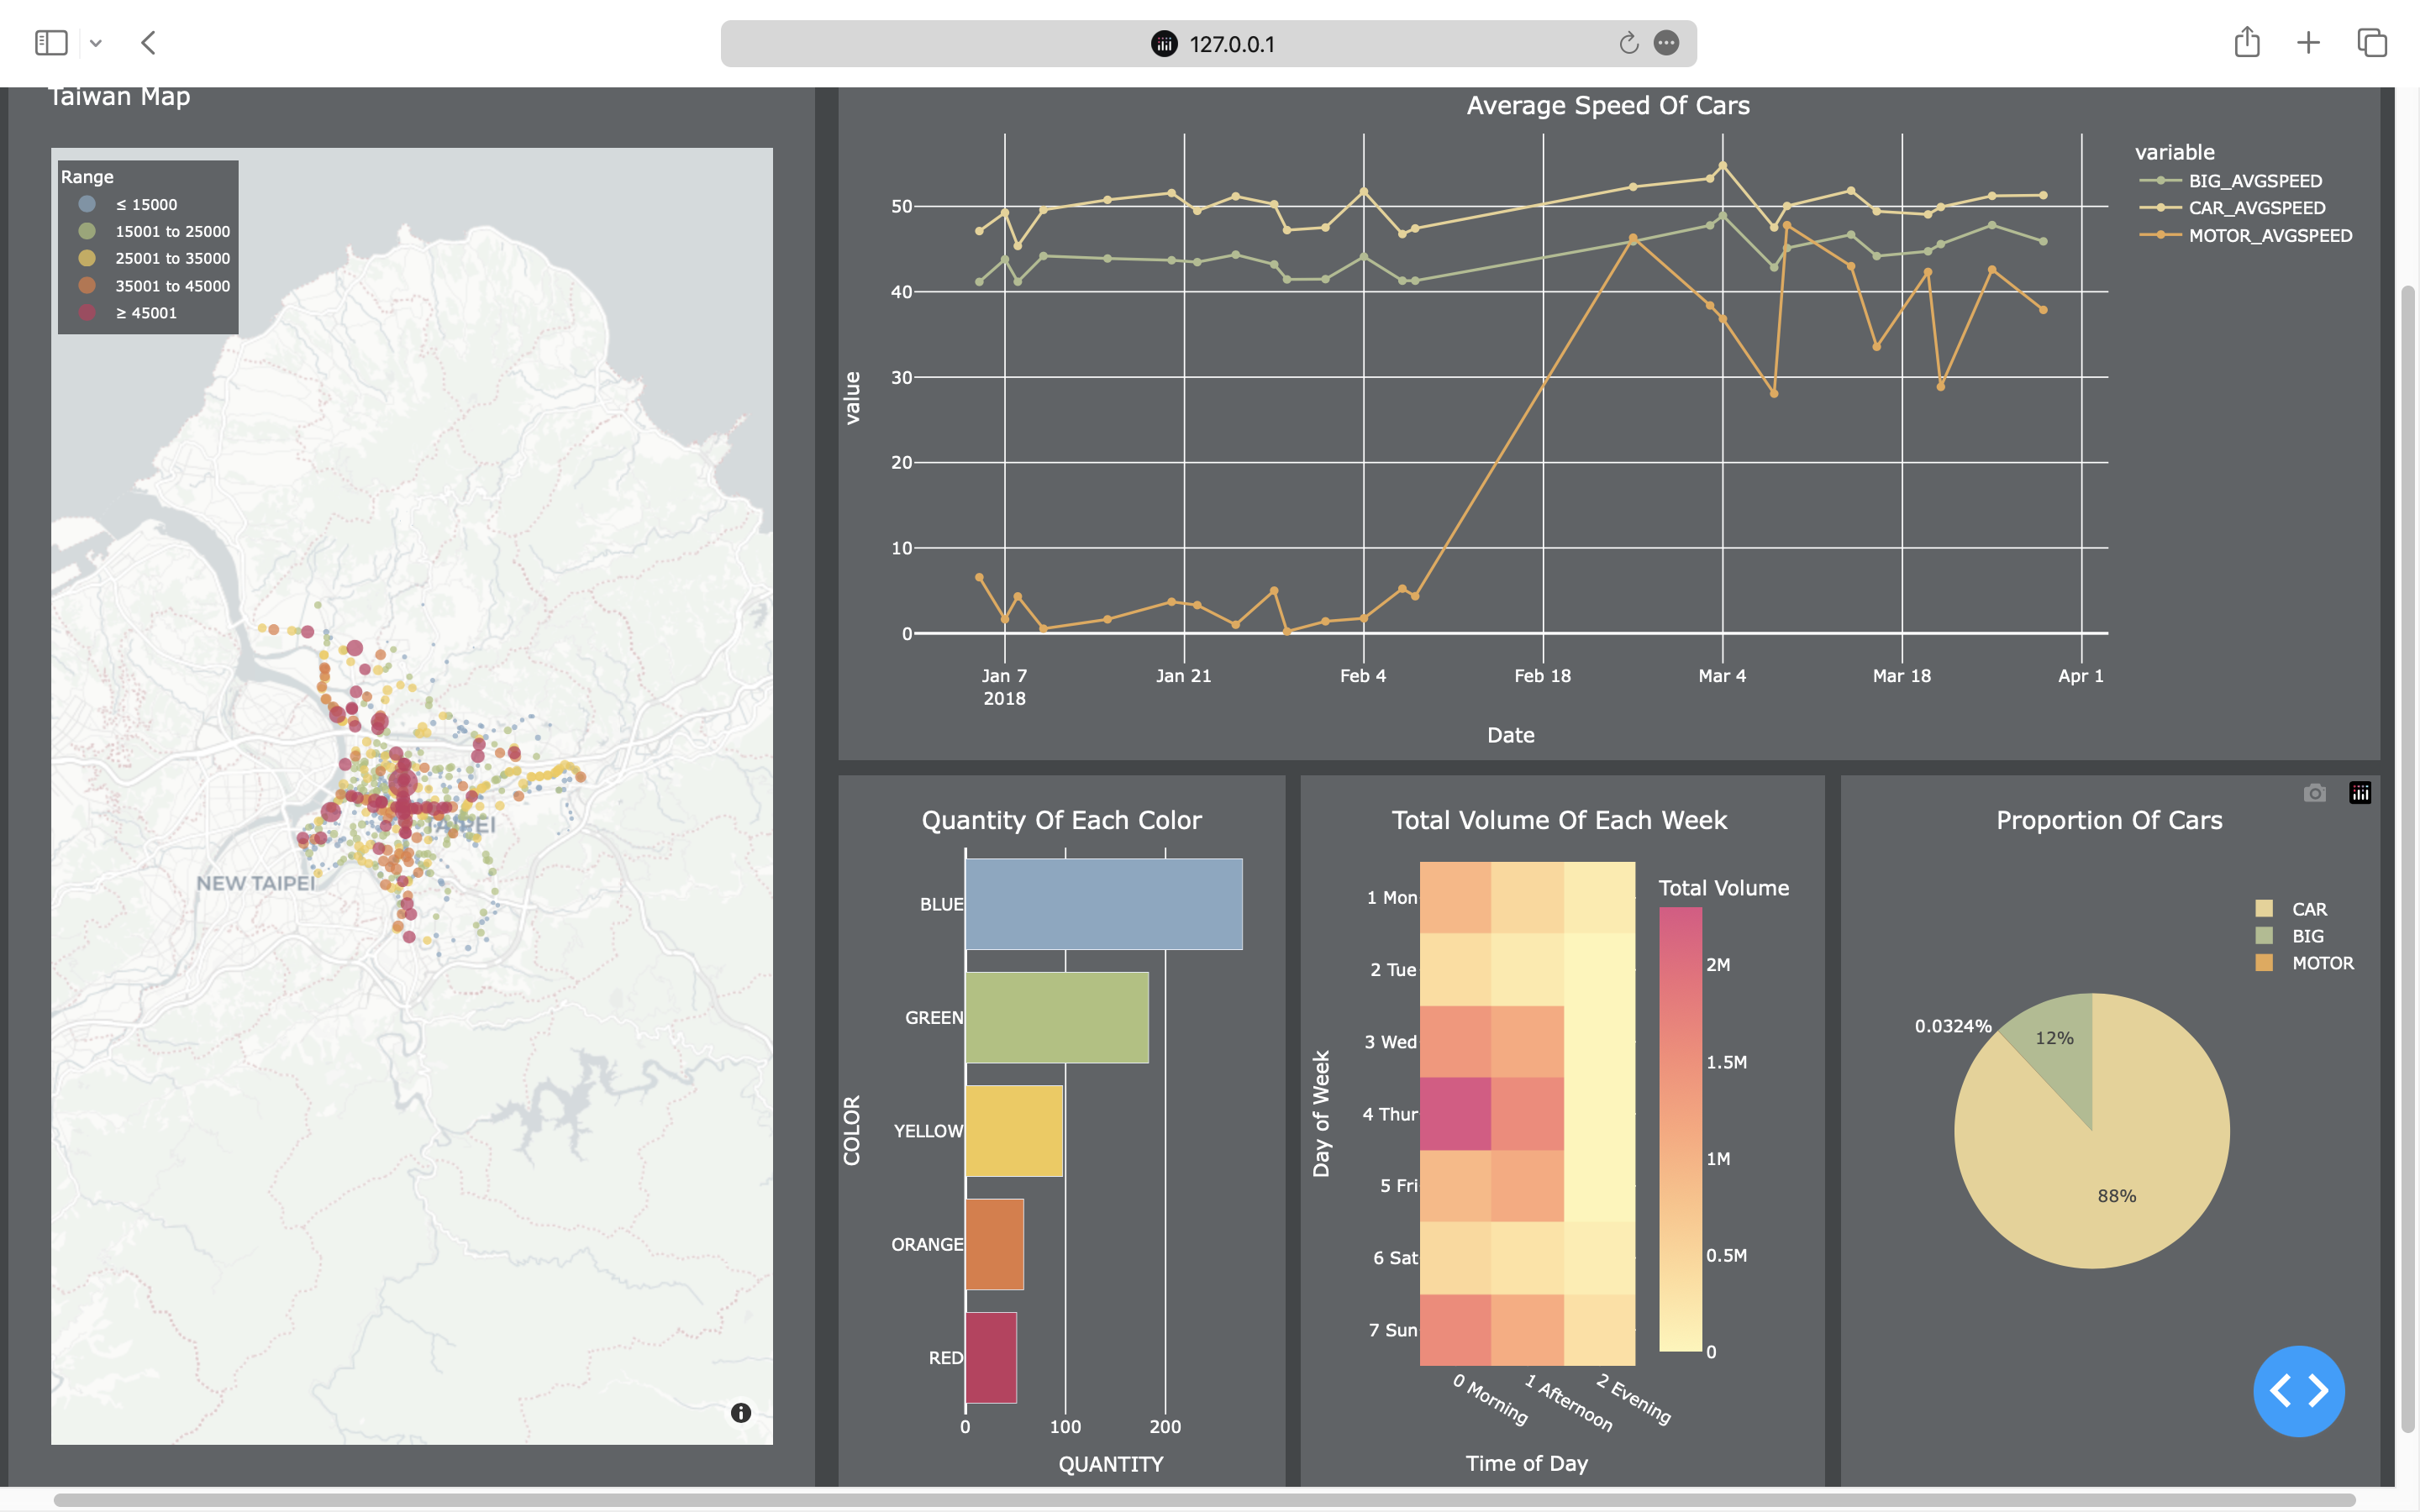 127.0.0.1
Taiwan Map
Range
≤ 15000
15001 to 25000
25001 to 35000
35001 to 45000
≥ 45001
TAIPEI
NEW TAIPEI
Average Speed Of Cars
variable
BIG_AVGSPEED
CAR_AVGSPEED
MOTOR_AVGSPEED
value
50
40
30
20
10
0
Jan 7
2018
Jan 21
Feb 4
Feb 18
Mar 4
Mar 18
Apr 1
Date
Quantity Of Each Color
COLOR
BLUE
GREEN
YELLOW
ORANGE
RED
0
100
200
QUANTITY
Total Volume Of Each Week
Day of Week
1 Mon
2 Tue
3 Wed
4 Thur
5 Fri
6 Sat
7 Sun
0 Morning
1 Afternoon
2 Evening
Time of Day
Total Volume
2M
1.5M
1M
0.5M
0
Proportion Of Cars
CAR
BIG
MOTOR
0.0324%
12%
88%